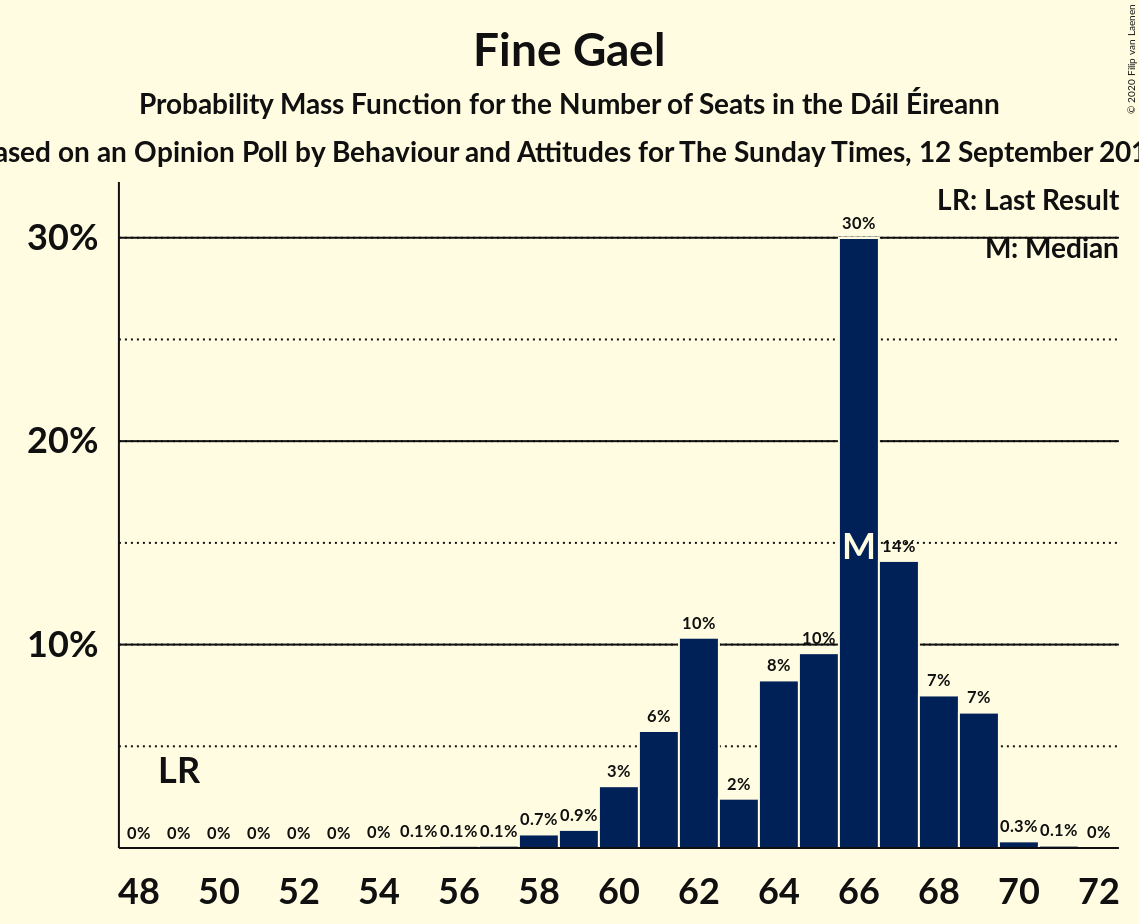 Fine Gael
Probability Mass Function for the Number of Seats in the Dáil Éireann
ased on an Opinion Poll by Behaviour and Attitudes for The Sunday Times, 12 September 201
© 2020 Filip van Laenen
LR: Last Result
M: Median
30%
20%
10%
LR
M
0% 0% 0% 0% 0% 0% 0% 0.1% 0.1% 0.1% 0.7% 0.9% 3% 6% 10% 2% 8% 10% 30% 14% 7% 7% 0.3% 0.1% 0%
48 50 52 54 56 58 60 62 64 66 68 70 72